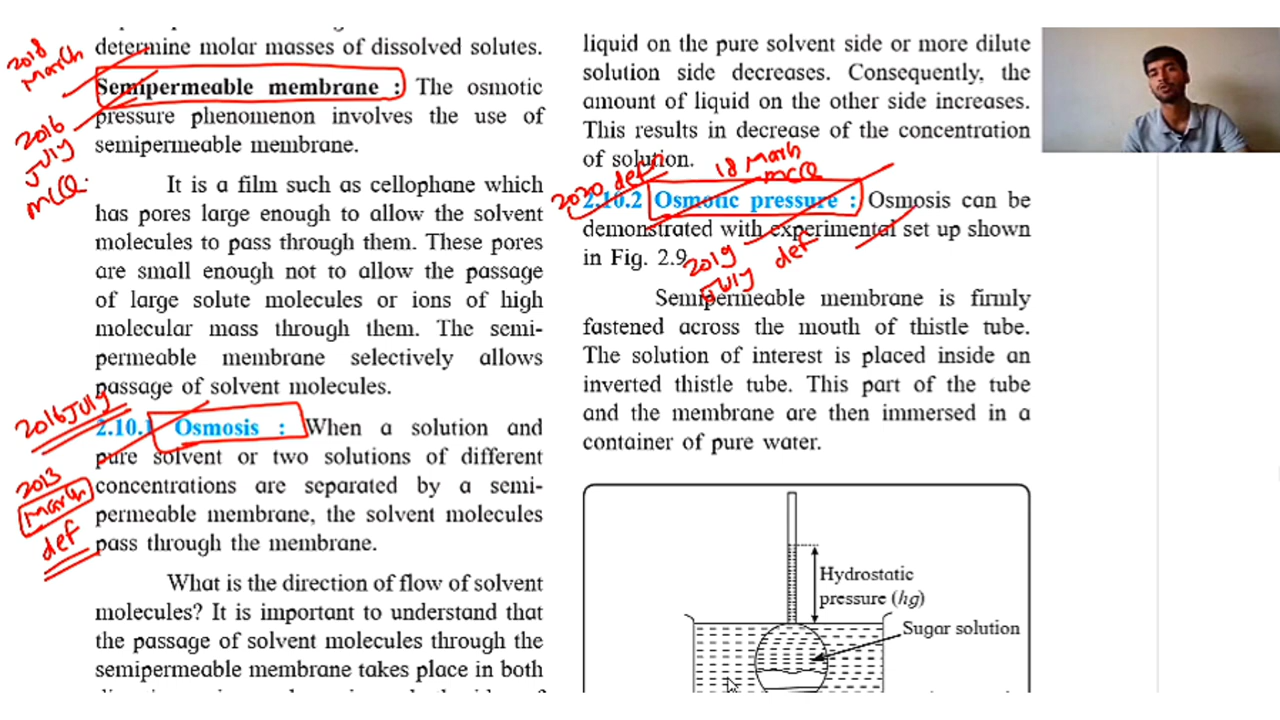 determine molar masses of dissolved solutes.
Semipermeable membrane : The osmotic
pressure phenomenon involves the use of
semipermeable membrane.
It is a film such as cellophane which
has pores large enough to allow the solvent
molecules to pass through them. These pores
are small enough not to allow the passage
of large solute molecules or ions of high
molecular mass through them. The semi-
permeable membrane selectively allows
passage of solvent molecules.
2.10.1 Osmosis : When a solution and
pure solvent or two solutions of different
concentrations are separated by a semi-
permeable membrane, the solvent molecules
pass through the membrane.
What is the direction of flow of solvent
molecules? It is important to understand that
the passage of solvent molecules through the
semipermeable membrane takes place in both
2018
March
2016
July
MCQ.
2016 July
2013
March
def
liquid on the pure solvent side or more dilute
solution side decreases. Consequently, the
amount of liquid on the other side increases.
This results in decrease of the concentration
of solution.
2020 def
18 March
MCQ
2.10.2 Osmotic pressure : Osmosis can be
demonstrated with experimental set up shown
in Fig. 2.9
2019
July
def
Semipermeable membrane is firmly
fastened across the mouth of thistle tube.
The solution of interest is placed inside an
inverted thistle tube. This part of the tube
and the membrane are then immersed in a
container of pure water.
Hydrostatic
pressure (hg)
Sugar solution